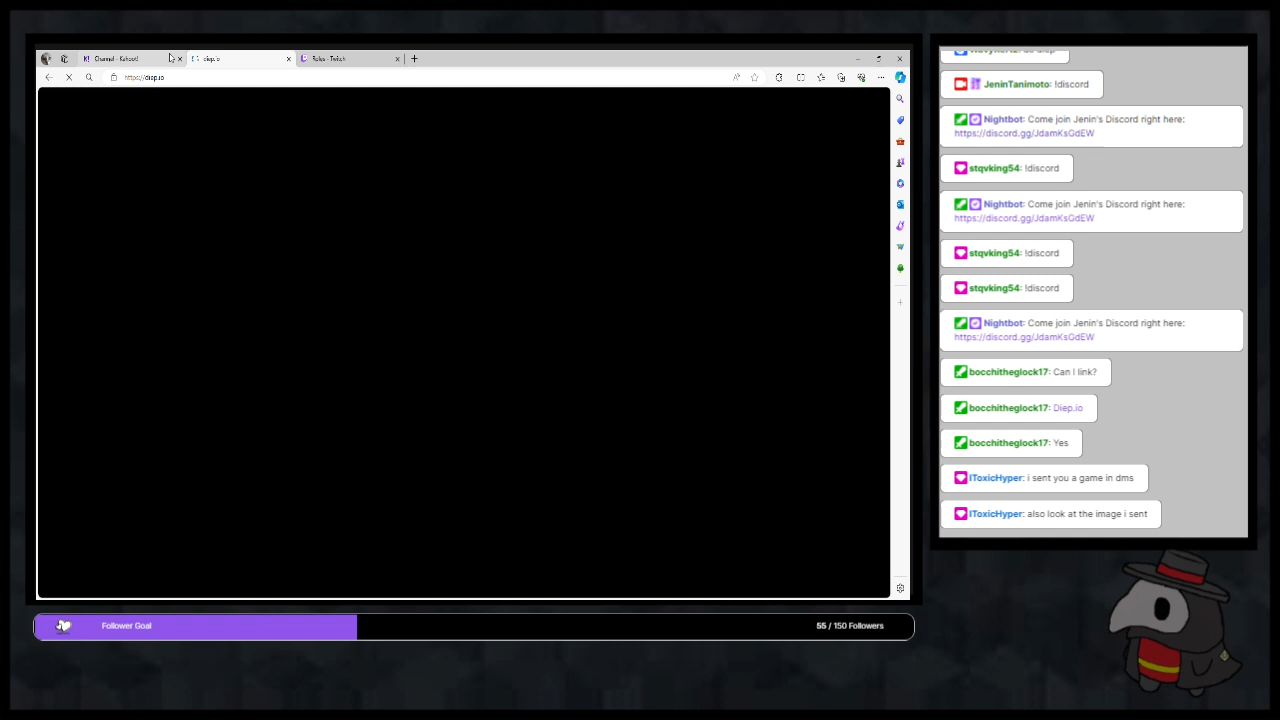 Channel - Kahoot!
diep.io
Roles - Twitch
https://diep.io
JeninTanimoto: !discord
Nightbot: Come join Jenin's Discord right here:
https://discord.gg/JdamKsGdEW
stqvking54: !discord
Nightbot: Come join Jenin's Discord right here:
https://discord.gg/JdamKsGdEW
stqvking54: !discord
stqvking54: !discord
Nightbot: Come join Jenin's Discord right here:
https://discord.gg/JdamKsGdEW
bocchitheglock17: Can I link?
bocchitheglock17: Diep.io
bocchitheglock17: Yes
IToxicHyper: i sent you a game in dms
IToxicHyper: also look at the image i sent
Follower Goal
55 / 150 Followers